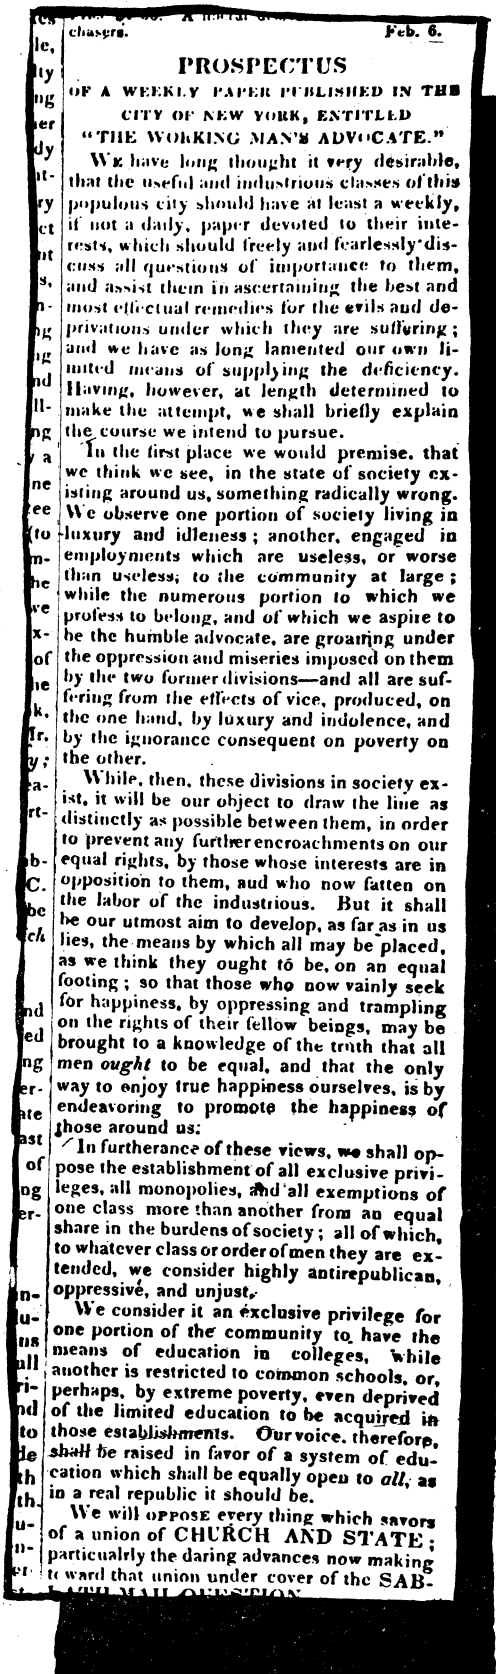 chasers. Feb. 6.
PROSPECTUS
OF A WEEKLY PAPER PUBLISHED IN THE
CITY OF NEW YORK, ENTITLED
"THE WORKING MAN'S ADVOCATE."
WE have long thought it very desirable,
that the useful and industrious classes of this
populous city should have at least a weekly,
if not a daily, paper devoted to their inte-
rests, which should freely and fearlessly dis-
cuss all questions of importance to them,
and assist them in ascertaining the best and
most effectual remedies for the evils and de-
privations under which they are suffering;
and we have as long lamented our own li-
mited means of supplying the deficiency.
Having, however, at length determined to
make the attempt, we shall briefly explain
the course we intend to pursue.
In the first place we would premise, that
we think we see, in the state of society ex-
isting around us, something radically wrong.
We observe one portion of society living in
luxury and idleness; another, engaged in
employments which are useless, or worse
than useless, to the community at large;
while the numerous portion to which we
profess to belong, and of which we aspire to
be the humble advocate, are groaning under
the oppression and miseries imposed on them
by the two former divisions—and all are suf-
fering from the effects of vice, produced, on
the one hand, by luxury and indolence, and
by the ignorance consequent on poverty on
the other.
While, then, these divisions in society ex-
ist, it will be our object to draw the line as
distinctly as possible between them, in order
to prevent any further encroachments on our
equal rights, by those whose interests are in
opposition to them, aud who now fatten on
the labor of the industrious. But it shall
be our utmost aim to develop, as far as in us
lies, the means by which all may be placed,
as we think they ought to be, on an equal
footing; so that those who now vainly seek
for happiness, by oppressing and trampling
on the rights of their fellow beings, may be
brought to a knowledge of the truth that all
men ought to be equal, and that the only
way to enjoy true happiness ourselves, is by
endeavoring to promote the happiness of
those around us.
In furtherance of these views, we shall op-
pose the establishment of all exclusive privi-
leges, all monopolies, and all exemptions of
one class more than another from an equal
share in the burdens of society; all of which,
to whatever class or order of men they are ex-
tended, we consider highly antirepublican,
oppressive, and unjust.
We consider it an exclusive privilege for
one portion of the community to have the
means of education in colleges, while
another is restricted to common schools, or,
perhaps, by extreme poverty, even deprived
of the limited education to be acquired in
those establishments. Our voice, therefore,
shall be raised in favor of a system of edu-
cation which shall be equally open to all, as
in a real republic it should be.
We will OPPOSE every thing which savors
of a union of CHURCH AND STATE;
particualrly the daring advances now making
toward that union under cover of the SAB-
BATH MAIL QUESTION